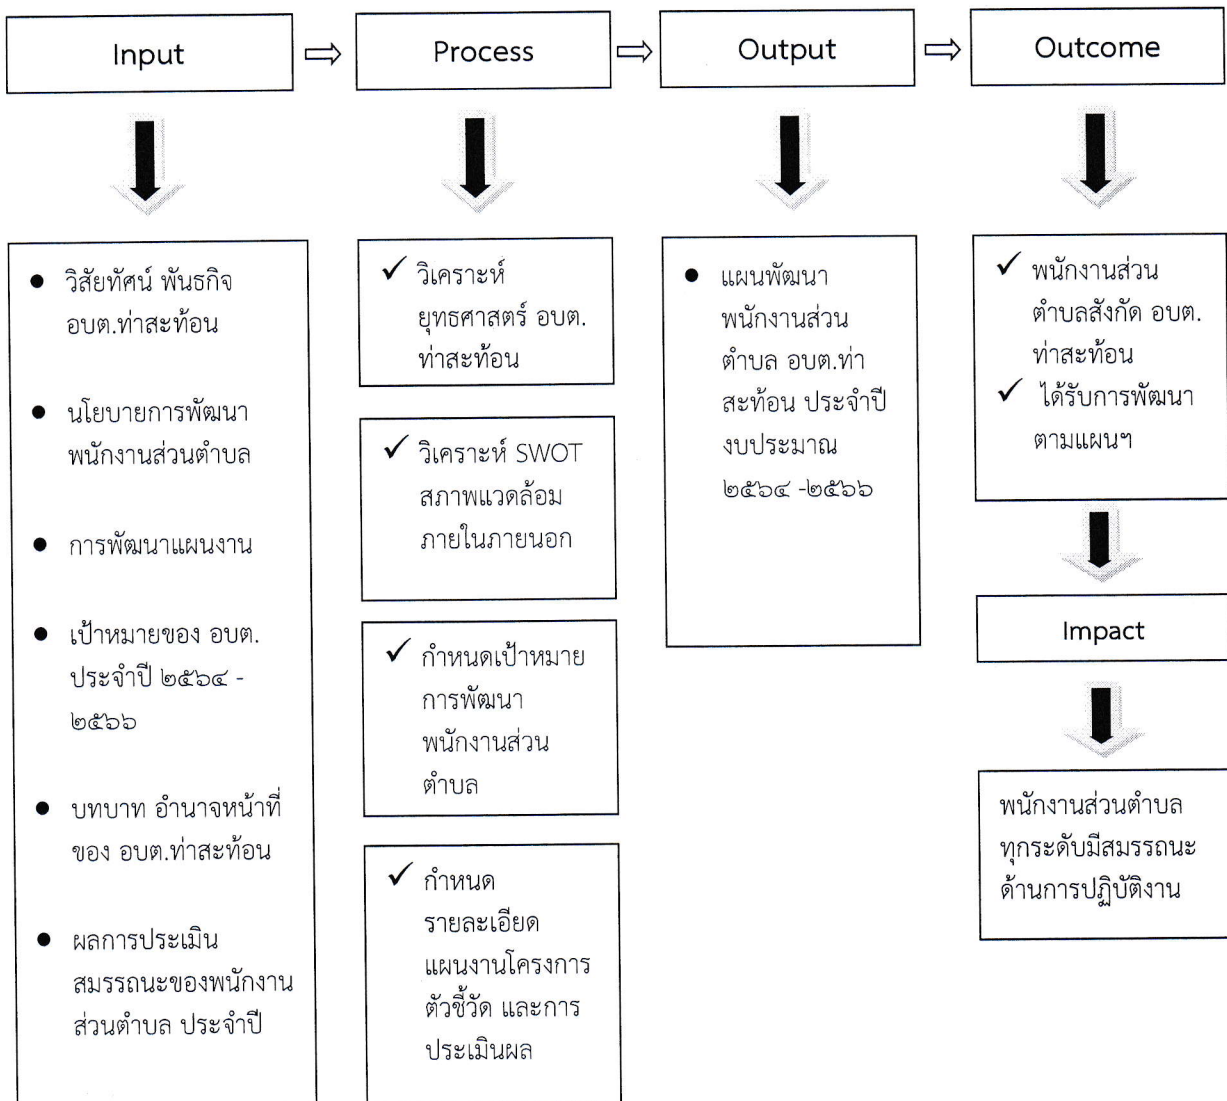 Input
Process
Output
Outcome
● วิสัยทัศน์ พันธกิจ
อบต.ท่าสะท้อน
● นโยบายการพัฒนา
พนักงานส่วนตำบล
● การพัฒนาแผนงาน
● เป้าหมายของ อบต.
ประจำปี ๒๕๖๔ -
๒๕๖๖
● บทบาท อำนาจหน้าที่
ของ อบต.ท่าสะท้อน
● ผลการประเมิน
สมรรถนะของพนักงาน
ส่วนตำบล ประจำปี
✓ วิเคราะห์
ยุทธศาสตร์ อบต.
ท่าสะท้อน
✓ วิเคราะห์ SWOT
สภาพแวดล้อม
ภายในภายนอก
✓ กำหนดเป้าหมาย
การพัฒนา
พนักงานส่วน
ตำบล
✓ กำหนด
รายละเอียด
แผนงานโครงการ
ตัวชี้วัด และการ
ประเมินผล
● แผนพัฒนา
พนักงานส่วน
ตำบล อบต.ท่า
สะท้อน ประจำปี
งบประมาณ
๒๕๖๔ -๒๕๖๖
✓ พนักงานส่วน
ตำบลสังกัด อบต.
ท่าสะท้อน
✓ ได้รับการพัฒนา
ตามแผนฯ
Impact
พนักงานส่วนตำบล
ทุกระดับมีสมรรถนะ
ด้านการปฏิบัติงาน